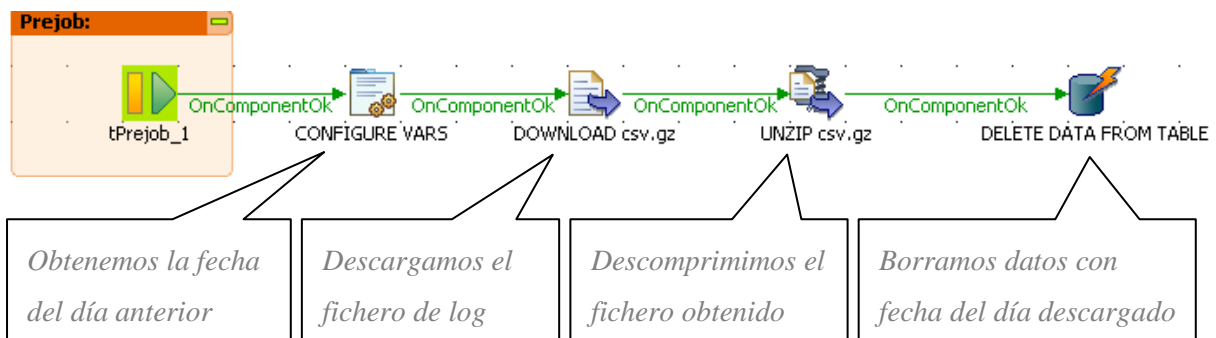 Prejob:
OnComponentOk
OnComponentOk
OnComponentOk
OnComponentOk
tPrejob_1
CONFIGURE VARS
DOWNLOAD csv.gz
UNZIP csv.gz
DELETE DATA FROM TABLE
Obtenemos la fecha
del día anterior
Descargamos el
fichero de log
Descomprimimos el
fichero obtenido
Borramos datos con
fecha del día descargado